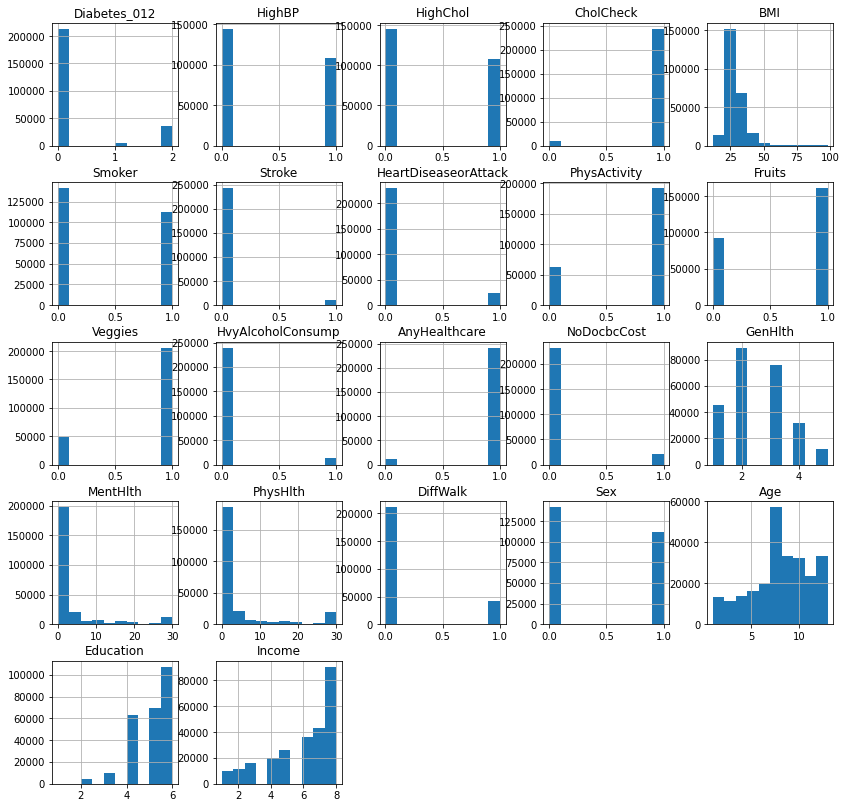 Diabetes_012
200000
150000
100000
50000
0
0 1 2
HighBP
150000
100000
50000
0
0.0 0.5 1.0
HighChol
150000
100000
50000
0
0.0 0.5 1.0
CholCheck
250000
200000
150000
100000
50000
0
0.0 0.5 1.0
BMI
150000
100000
50000
0
25 50 75 100
Smoker
125000
100000
75000
50000
25000
0
0.0 0.5 1.0
Stroke
250000
200000
150000
100000
50000
0
0.0 0.5 1.0
HeartDiseaseorAttack
200000
150000
100000
50000
0
0.0 0.5 1.0
PhysActivity
200000
150000
100000
50000
0
0.0 0.5 1.0
Fruits
150000
100000
50000
0
0.0 0.5 1.0
Veggies
200000
150000
100000
50000
0
0.0 0.5 1.0
HvyAlcoholConsump
250000
200000
150000
100000
50000
0
0.0 0.5 1.0
AnyHealthcare
250000
200000
150000
100000
50000
0
0.0 0.5 1.0
NoDocbcCost
200000
150000
100000
50000
0
0.0 0.5 1.0
GenHlth
80000
60000
40000
20000
0
2 4
MentHlth
200000
150000
100000
50000
0
0 10 20 30
PhysHlth
150000
100000
50000
0
0 10 20 30
DiffWalk
200000
150000
100000
50000
0
0.0 0.5 1.0
Sex
125000
100000
75000
50000
25000
0
0.0 0.5 1.0
Age
60000
40000
20000
0
5 10
Education
100000
80000
60000
40000
20000
0
2 4 6
Income
80000
60000
40000
20000
0
2 4 6 8